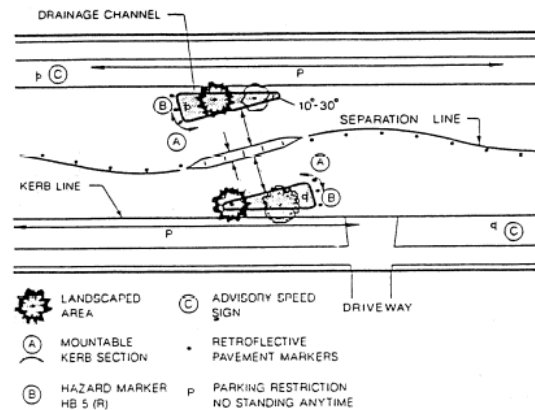 DRAINAGE CHANNEL
C
P
B
10°-30°
A
SEPARATION
LINE
A
KERB LINE
B
P
C
LANDSCAPED
AREA
C ADVISORY SPEED
SIGN
DRIVEWAY
A MOUNTABLE
KERB SECTION
RETROFLECTIVE
PAVEMENT MARKERS
B HAZARD MARKER
HB 5 (R)
P PARKING RESTRICTION
NO STANDING ANYTIME